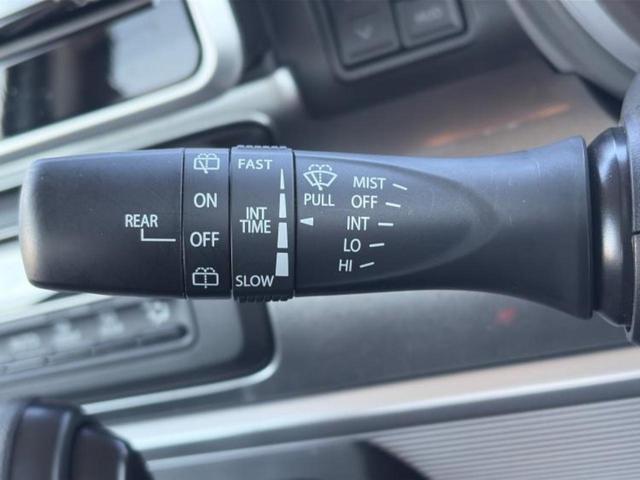 REAR
ON
OFF
FAST
INT
TIME
SLOW
PULL
MIST
OFF
INT
LO
HI